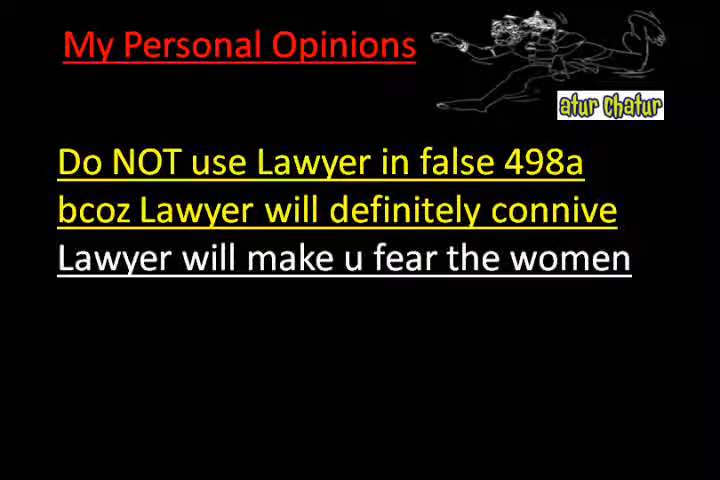 My Personal Opinions
atur chatur
Do NOT use Lawyer in false 498a
bcoz Lawyer will definitely connive
Lawyer will make u fear the women